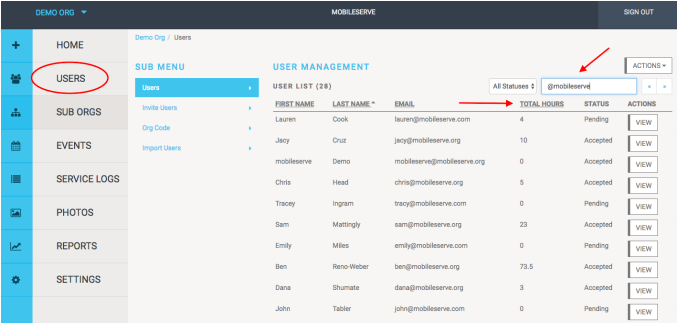 DEMO ORG MOBILESERVE SIGN OUT
HOME
USERS
SUB ORGS
EVENTS
SERVICE LOGS
PHOTOS
REPORTS
SETTINGS
Demo Org / Users
SUB MENU
Users
Invite Users
Org Code
Import Users
USER MANAGEMENT
ACTIONS
USER LIST (28) All Statuses @mobileserve « »
FIRST NAME LAST NAME EMAIL TOTAL HOURS STATUS ACTIONS
Lauren Cook lauren@mobileserve.com 4 Pending VIEW
Jacy Cruz jacy@mobileserve.org 10 Accepted VIEW
mobileserve Demo mobileserve@mobileserve.org 0 Accepted VIEW
Chris Head chris@mobileserve.org 5 Accepted VIEW
Tracey Ingram tracy@mobileserve.com 0 Pending VIEW
Sam Mattingly sam@mobileserve.org 23 Accepted VIEW
Emily Miles emily@mobileserve.com 0 Pending VIEW
Ben Reno-Weber ben@mobileserve.org 73.5 Accepted VIEW
Dana Shumate dana@mobileserve.org 3 Accepted VIEW
John Tabler john@mobileserve.com 0 Pending VIEW